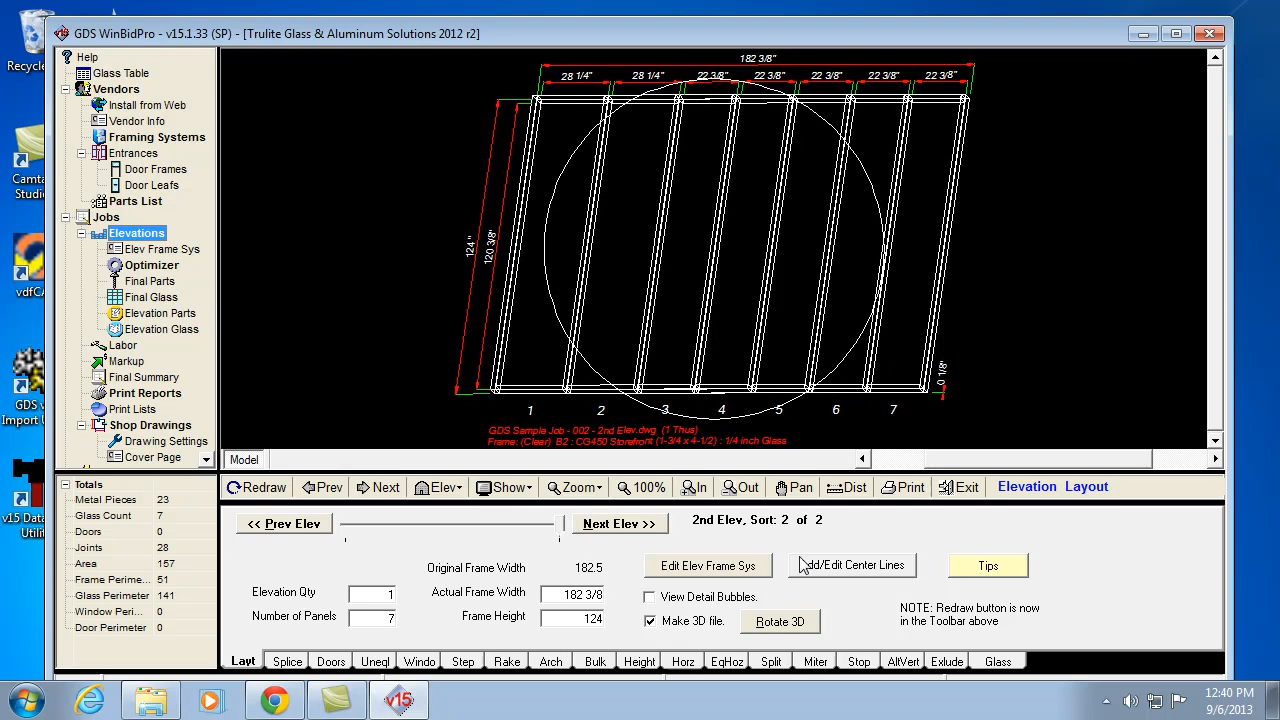 Recycle
Camta
Studi
vdfCA
GDS v
Import U
v15 Data
Utili
GDS WinBidPro - v15.1.33 (SP) - [Trulite Glass & Aluminum Solutions 2012 r2]
Help
Glass Table
Vendors
Install from Web
Vendor Info
Framing Systems
Entrances
Door Frames
Door Leafs
Parts List
Jobs
Elevations
Elev Frame Sys
Optimizer
Final Parts
Final Glass
Elevation Parts
Elevation Glass
Labor
Markup
Final Summary
Print Reports
Print Lists
Shop Drawings
Drawing Settings
Cover Page
Totals
Metal Pieces 23
Glass Count 7
Doors 0
Joints 28
Area 157
Frame Perime... 51
Glass Perimeter 141
Window Peri... 0
Door Perimeter 0
182 3/8"
28 1/4" 28 1/4" 22 3/8" 22 3/8" 22 3/8" 22 3/8" 22 3/8"
124"
120 3/8"
0 1/8"
1 2 3 4 5 6 7
GDS Sample Job - 002 - 2nd Elev.dwg (1 Thus)
Frame: (Clear) B2 : CG450 Storefront (1-3/4 x 4-1/2) : 1/4 inch Glass
Model
Redraw Prev Next Elev Show Zoom 100% In Out Pan Dist Print Exit Elevation Layout
<< Prev Elev Next Elev >> 2nd Elev, Sort: 2 of 2
Original Frame Width 182.5 Edit Elev Frame Sys dd/Edit Center Lines Tips
Elevation Qty 1 Actual Frame Width 182 3/8 View Detail Bubbles.
Number of Panels 7 Frame Height 124 Make 3D file. Rotate 3D
NOTE: Redraw button is now
in the Toolbar above
Layt Splice Doors Uneql Windo Step Rake Arch Bulk Height Horz EqHoz Split Miter Stop AltVert Exlude Glass
v15
12:40 PM
9/6/2013